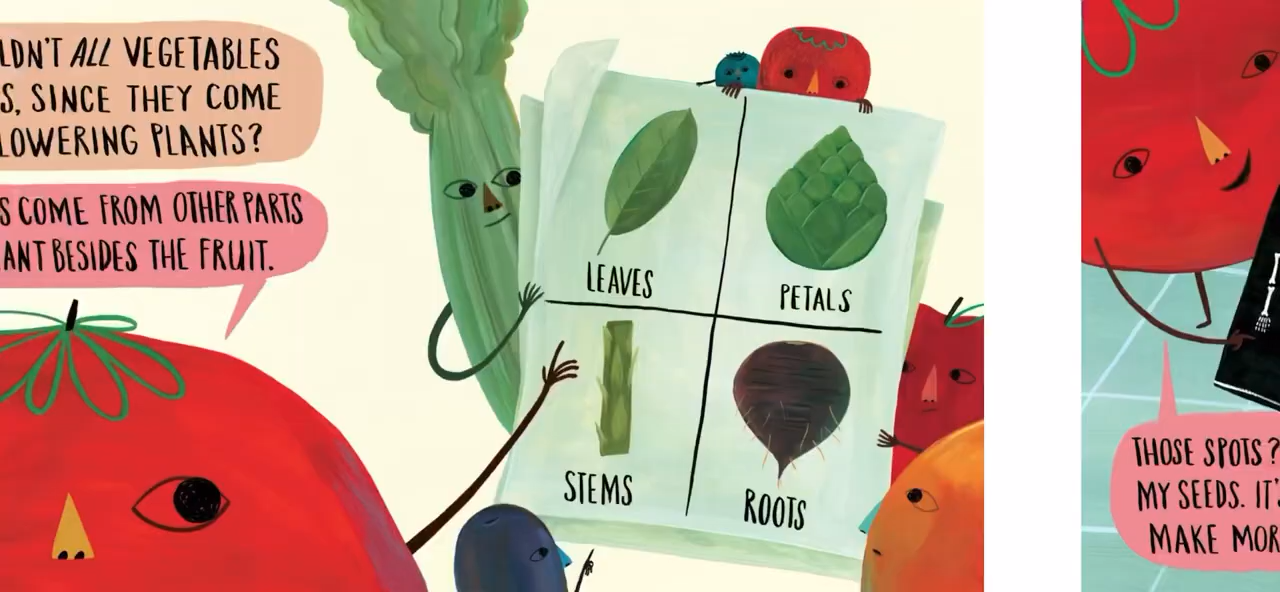 LDN'T ALL VEGETABLES
S, SINCE THEY COME
LOWERING PLANTS?
S COME FROM OTHER PARTS
ANT BESIDES THE FRUIT.
LEAVES
PETALS
STEMS
ROOTS
THOSE SPOTS?
MY SEEDS. IT'S
MAKE MOR